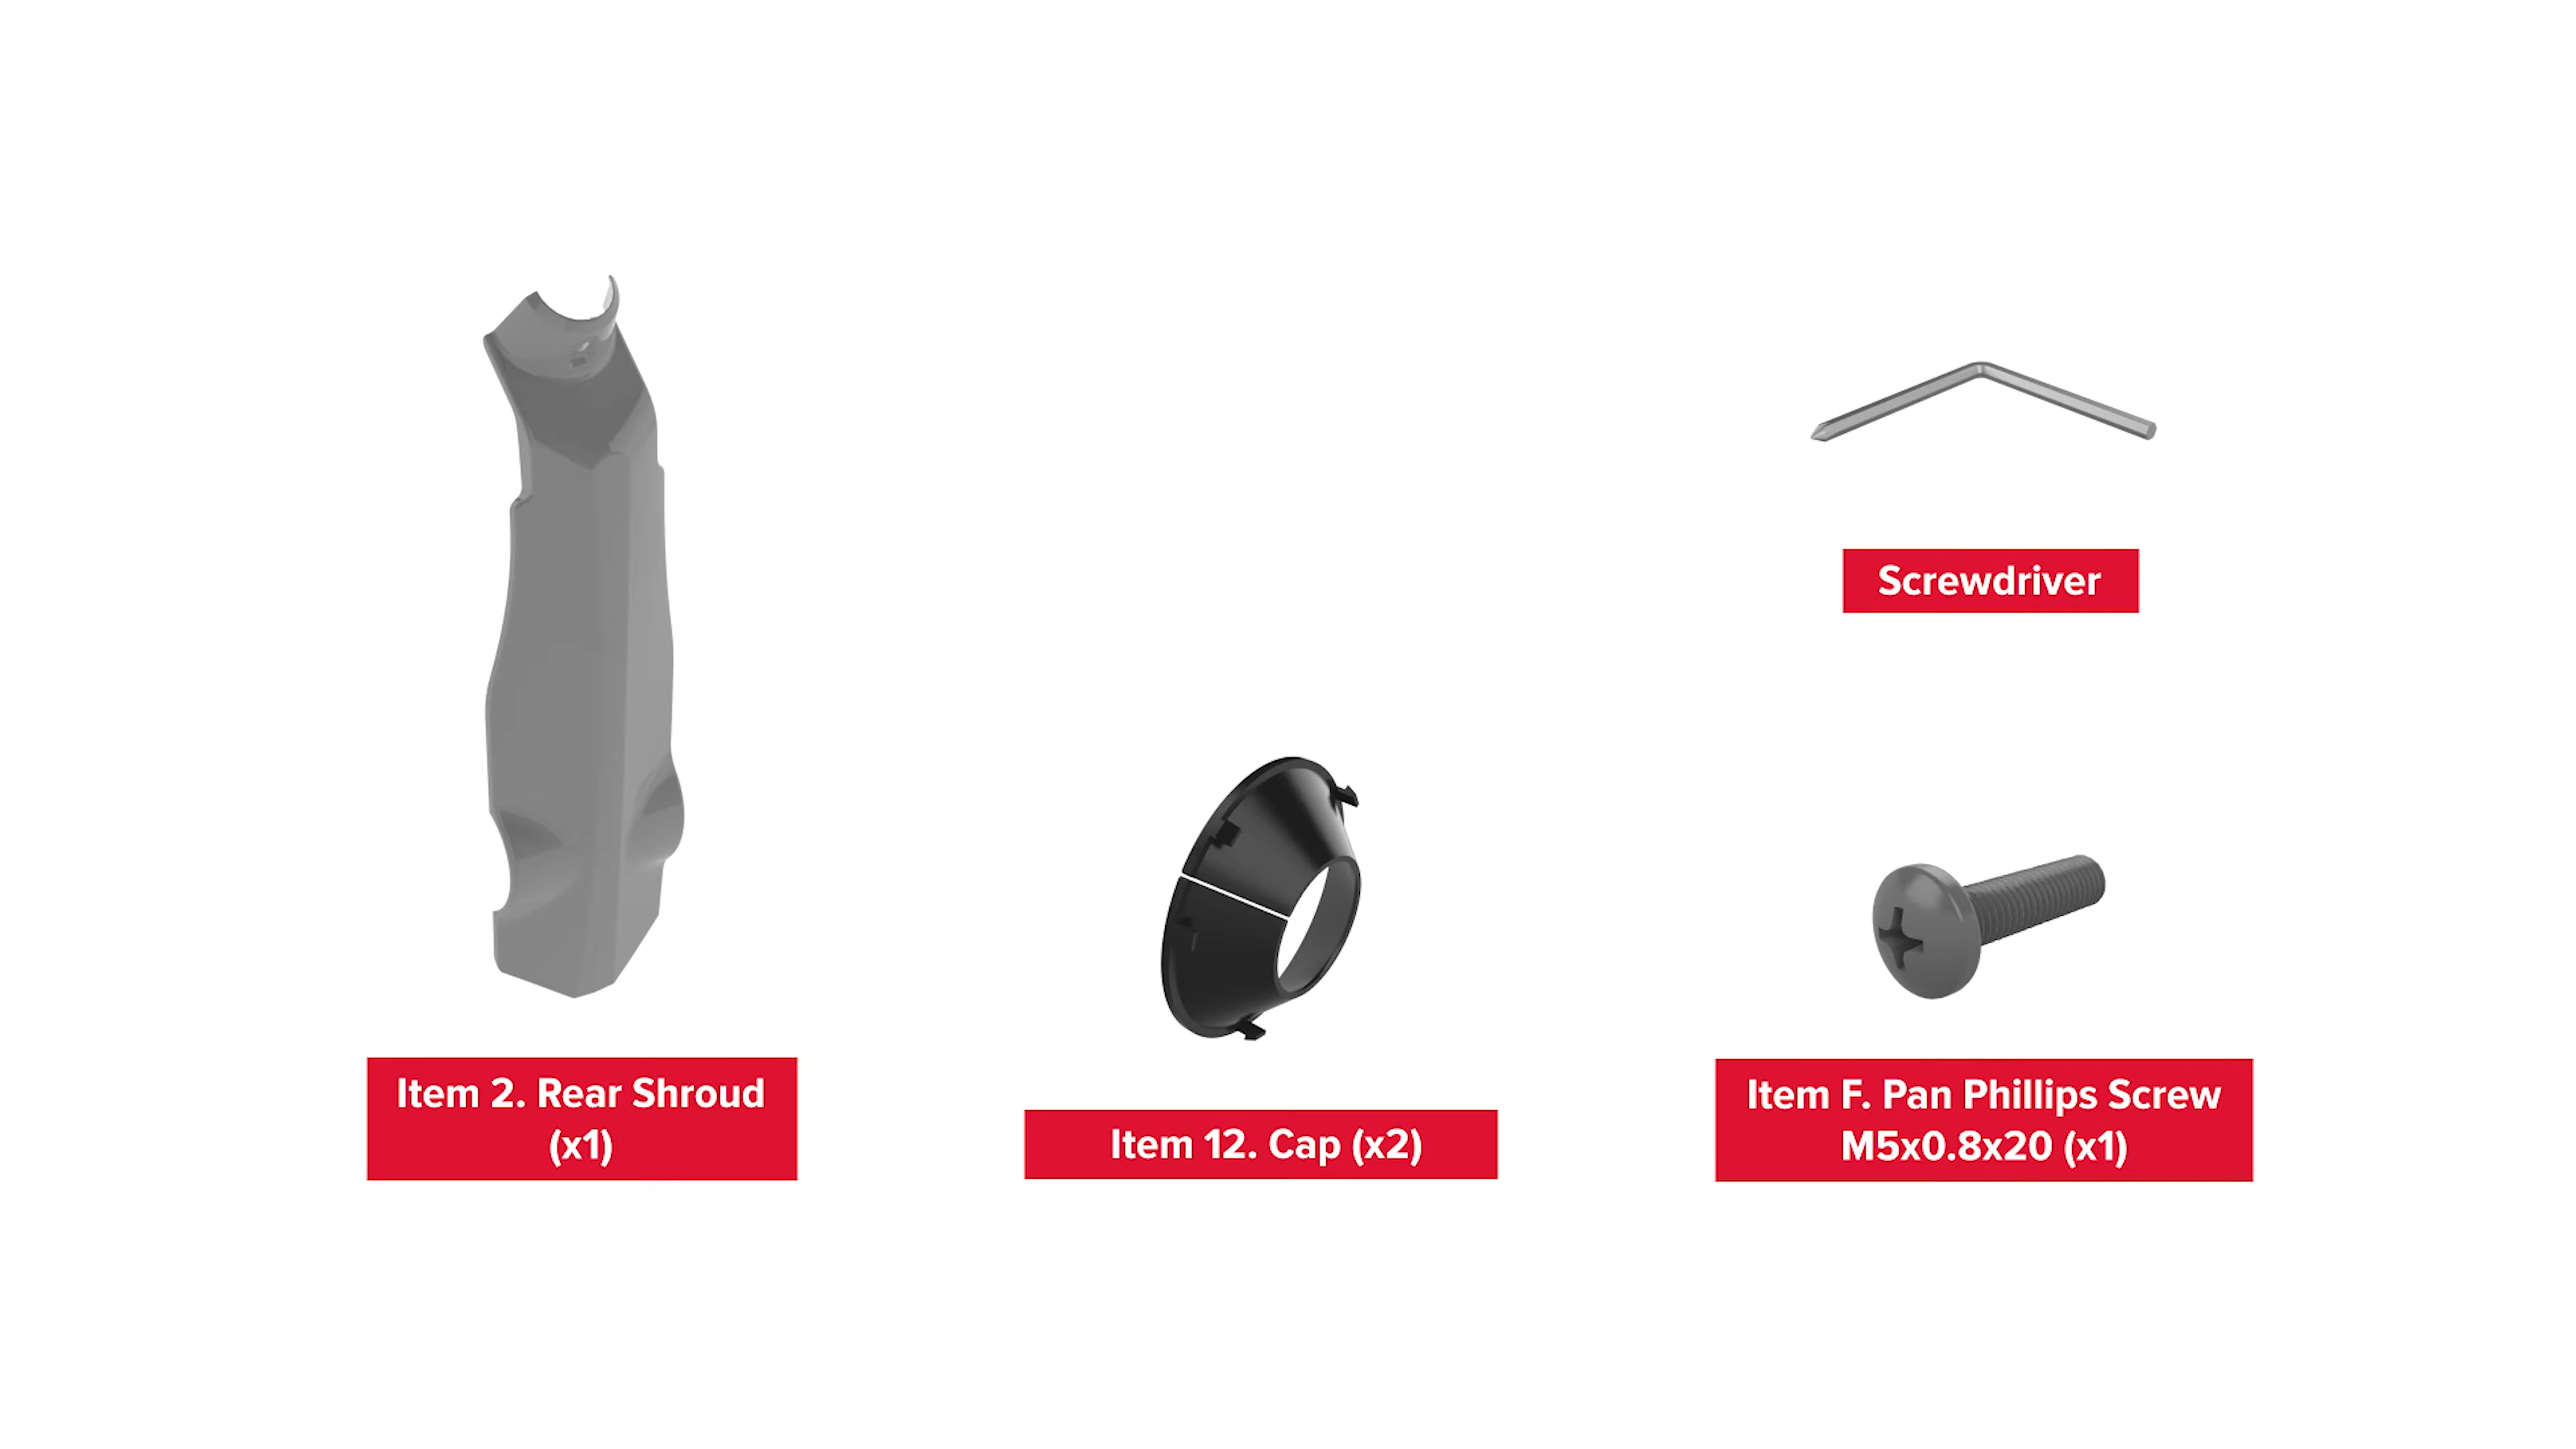 Screwdriver
Item 2. Rear Shroud
(x1)
Item 12. Cap (x2)
Item F. Pan Phillips Screw
M5x0.8x20 (x1)